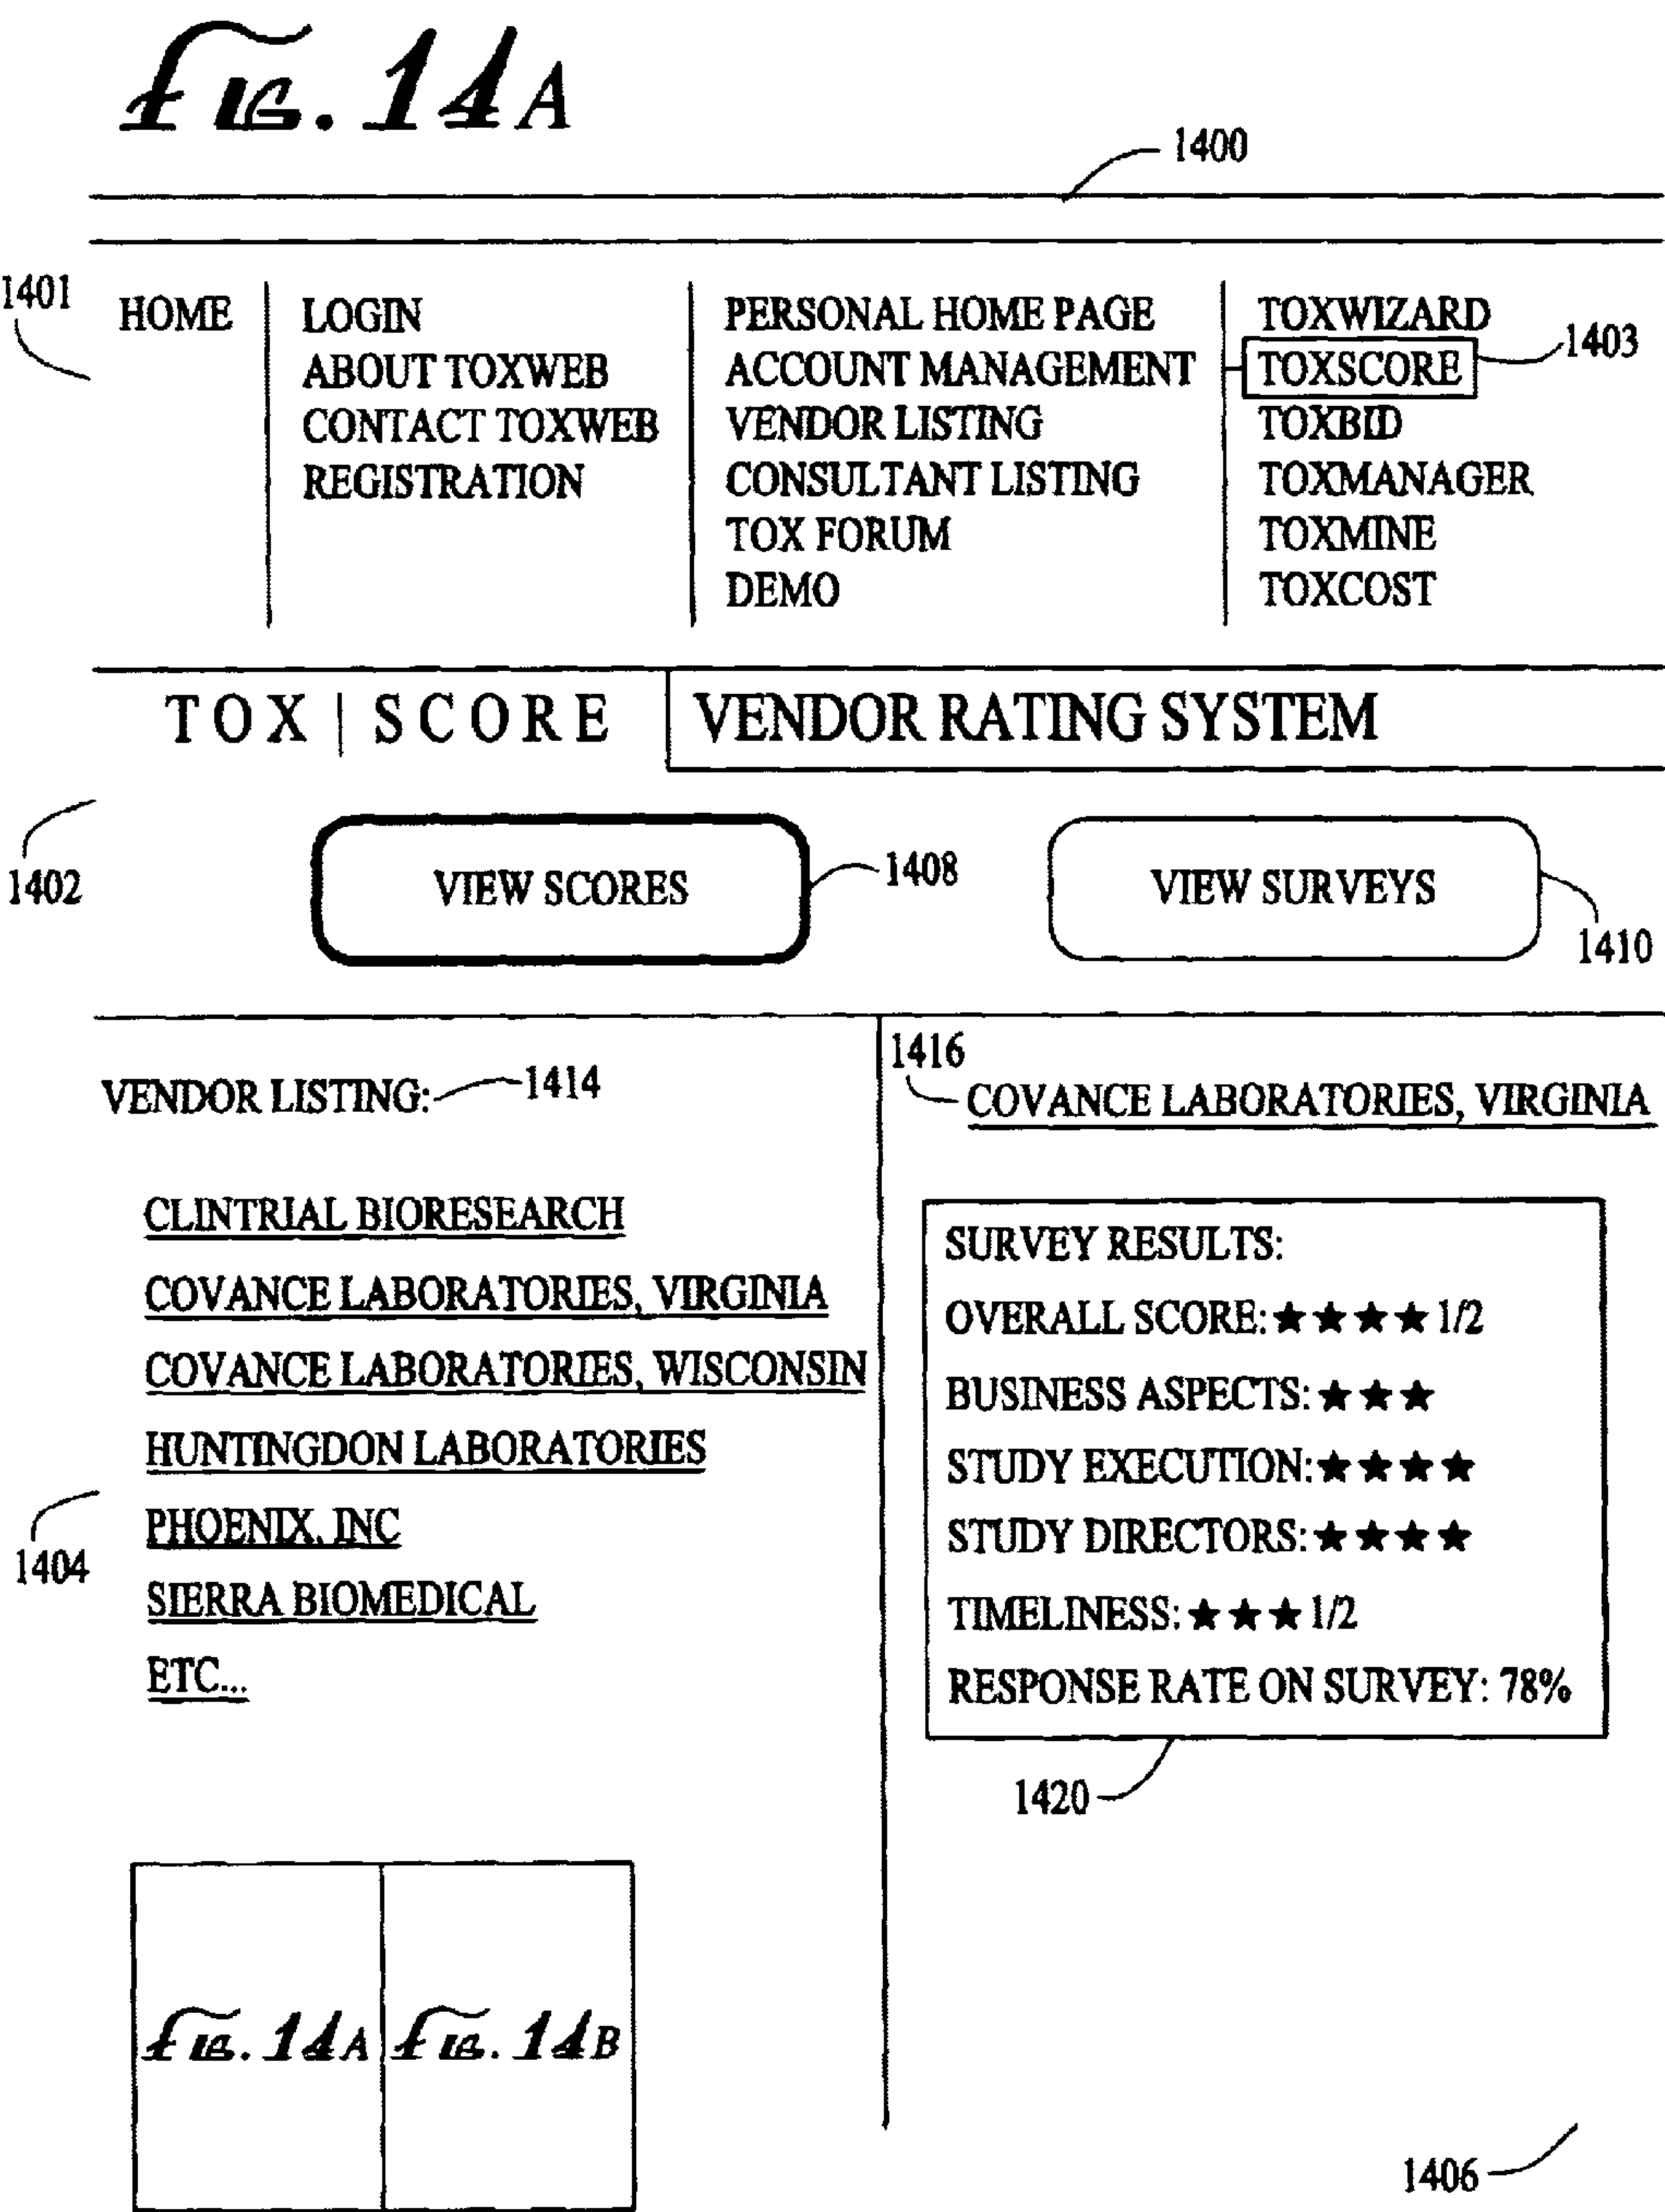 FIG. 14A
1400
1401
HOME
LOGIN
ABOUT TOXWEB
CONTACT TOXWEB
REGISTRATION
PERSONAL HOME PAGE
ACCOUNT MANAGEMENT
VENDOR LISTING
CONSULTANT LISTING
TOX FORUM
DEMO
TOXWIZARD
TOXSCORE
TOXBID
TOXMANAGER
TOXMINE
TOXCOST
1403
TOX | SCORE
VENDOR RATING SYSTEM
1402
VIEW SCORES
1408
VIEW SURVEYS
1410
VENDOR LISTING:
1414
CLINTRIAL BIORESEARCH
COVANCE LABORATORIES, VIRGINIA
COVANCE LABORATORIES, WISCONSIN
HUNTINGDON LABORATORIES
PHOENIX, INC
SIERRA BIOMEDICAL
ETC...
1404
1416
COVANCE LABORATORIES, VIRGINIA
SURVEY RESULTS:
OVERALL SCORE: ★★★★ 1/2
BUSINESS ASPECTS: ★★★
STUDY EXECUTION: ★★★★
STUDY DIRECTORS: ★★★★
TIMELINESS: ★★★ 1/2
RESPONSE RATE ON SURVEY: 78%
1420
FIG. 14A
FIG. 14B
1406